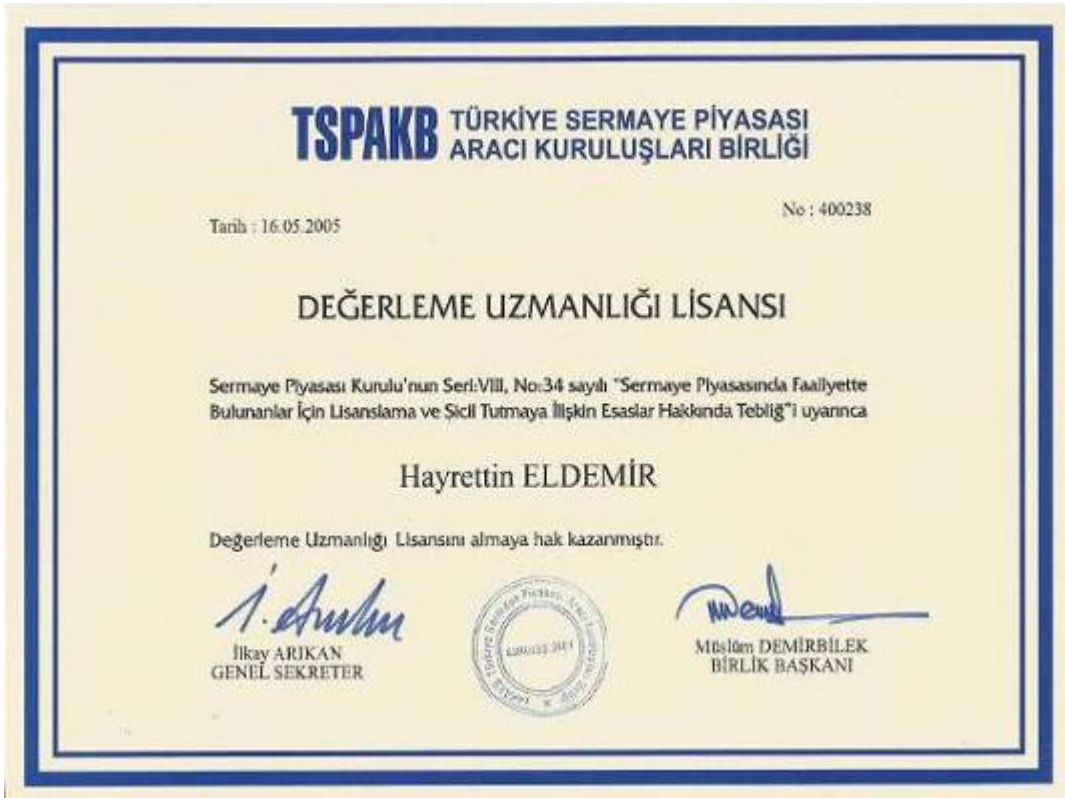 TSPAKB TÜRKİYE SERMAYE PİYASASI
ARACI KURULUŞLARI BİRLİĞİ
No : 400238
Tarih : 16.05.2005
DEĞERLEME UZMANLIĞI LİSANSI
Sermaye Piyasası Kurulu'nun Seri:VIII, No:34 sayılı "Sermaye Piyasasında Faaliyette
Bulunanlar İçin Lisanslama ve Sicil Tutmaya İlişkin Esaslar Hakkında Tebliğ"i uyarınca
Hayrettin ELDEMİR
Değerleme Uzmanlığı Lisansını almaya hak kazanmıştır.
İlkay ARIKAN
GENEL SEKRETER
Müslüm DEMİRBİLEK
BİRLİK BAŞKANI